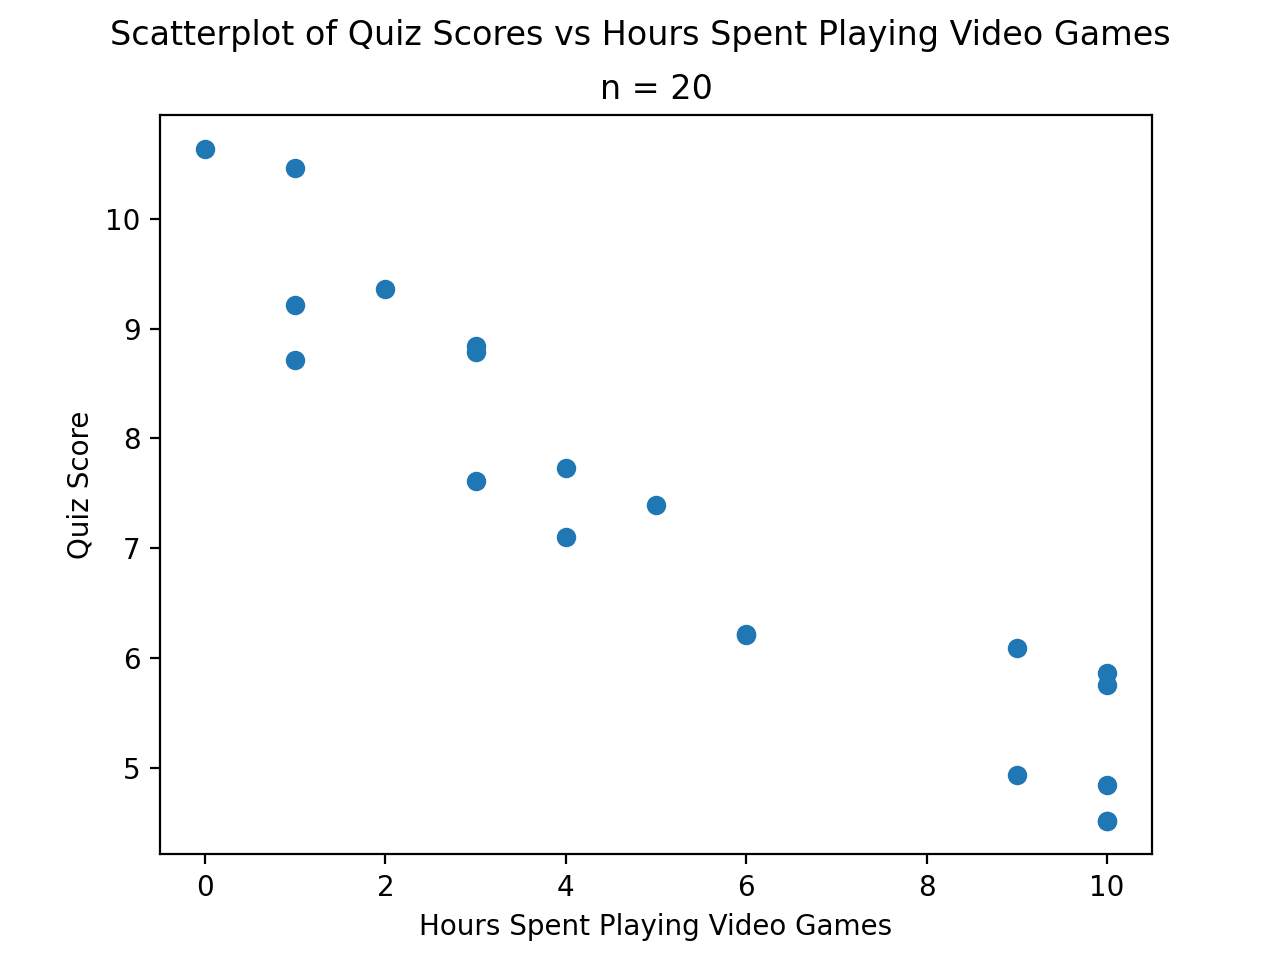 Scatterplot of Quiz Scores vs Hours Spent Playing Video Games
n = 20
10
9
8
7
6
5
Quiz Score
0 2 4 6 8 10
Hours Spent Playing Video Games